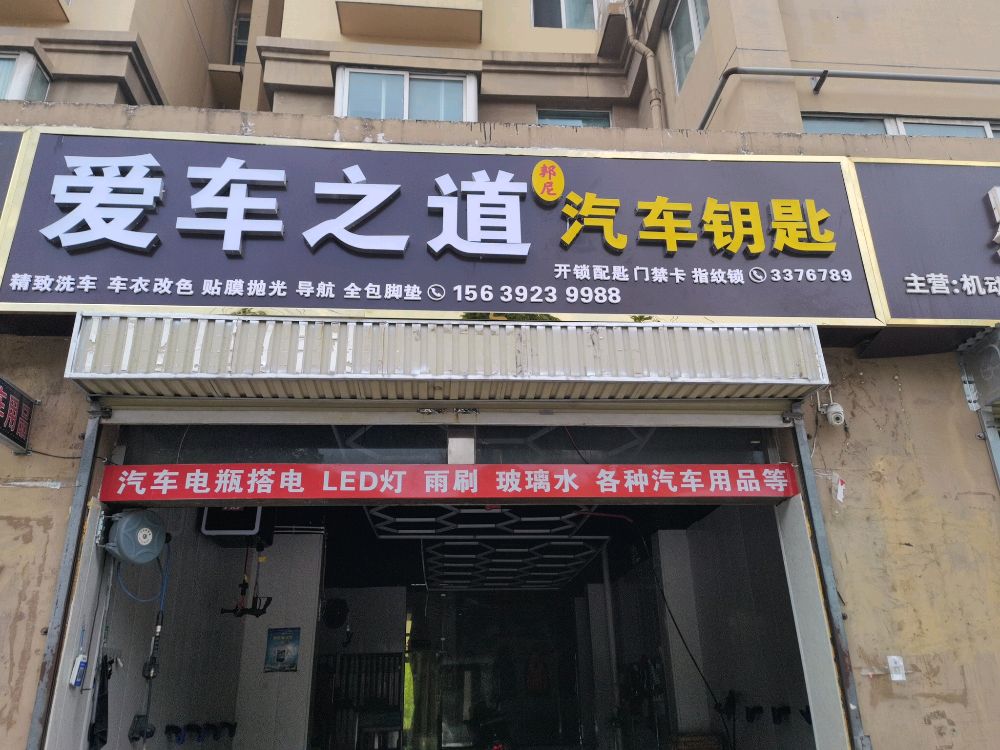 爱车之道
邦尼
汽车钥匙
开锁配匙 门禁卡 指纹锁 3376789
精致洗车 车衣改色 贴膜抛光 导航 全包脚垫 156 3923 9988
主营:机动
汽车电瓶搭电 LED灯 雨刷 玻璃水 各种汽车用品等